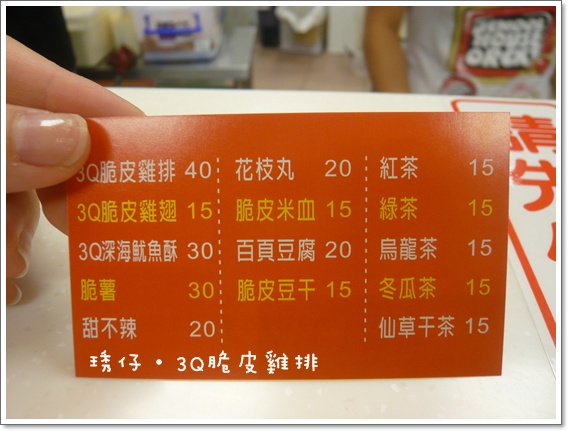 3Q脆皮雞排 40
3Q脆皮雞翅 15
3Q深海魷魚酥 30
脆薯 30
甜不辣 20
花枝丸 20
脆皮米血 15
百頁豆腐 20
脆皮豆干 15
紅茶 15
綠茶 15
烏龍茶 15
冬瓜茶 15
仙草干茶 15
琇仔·3Q脆皮雞排
請先